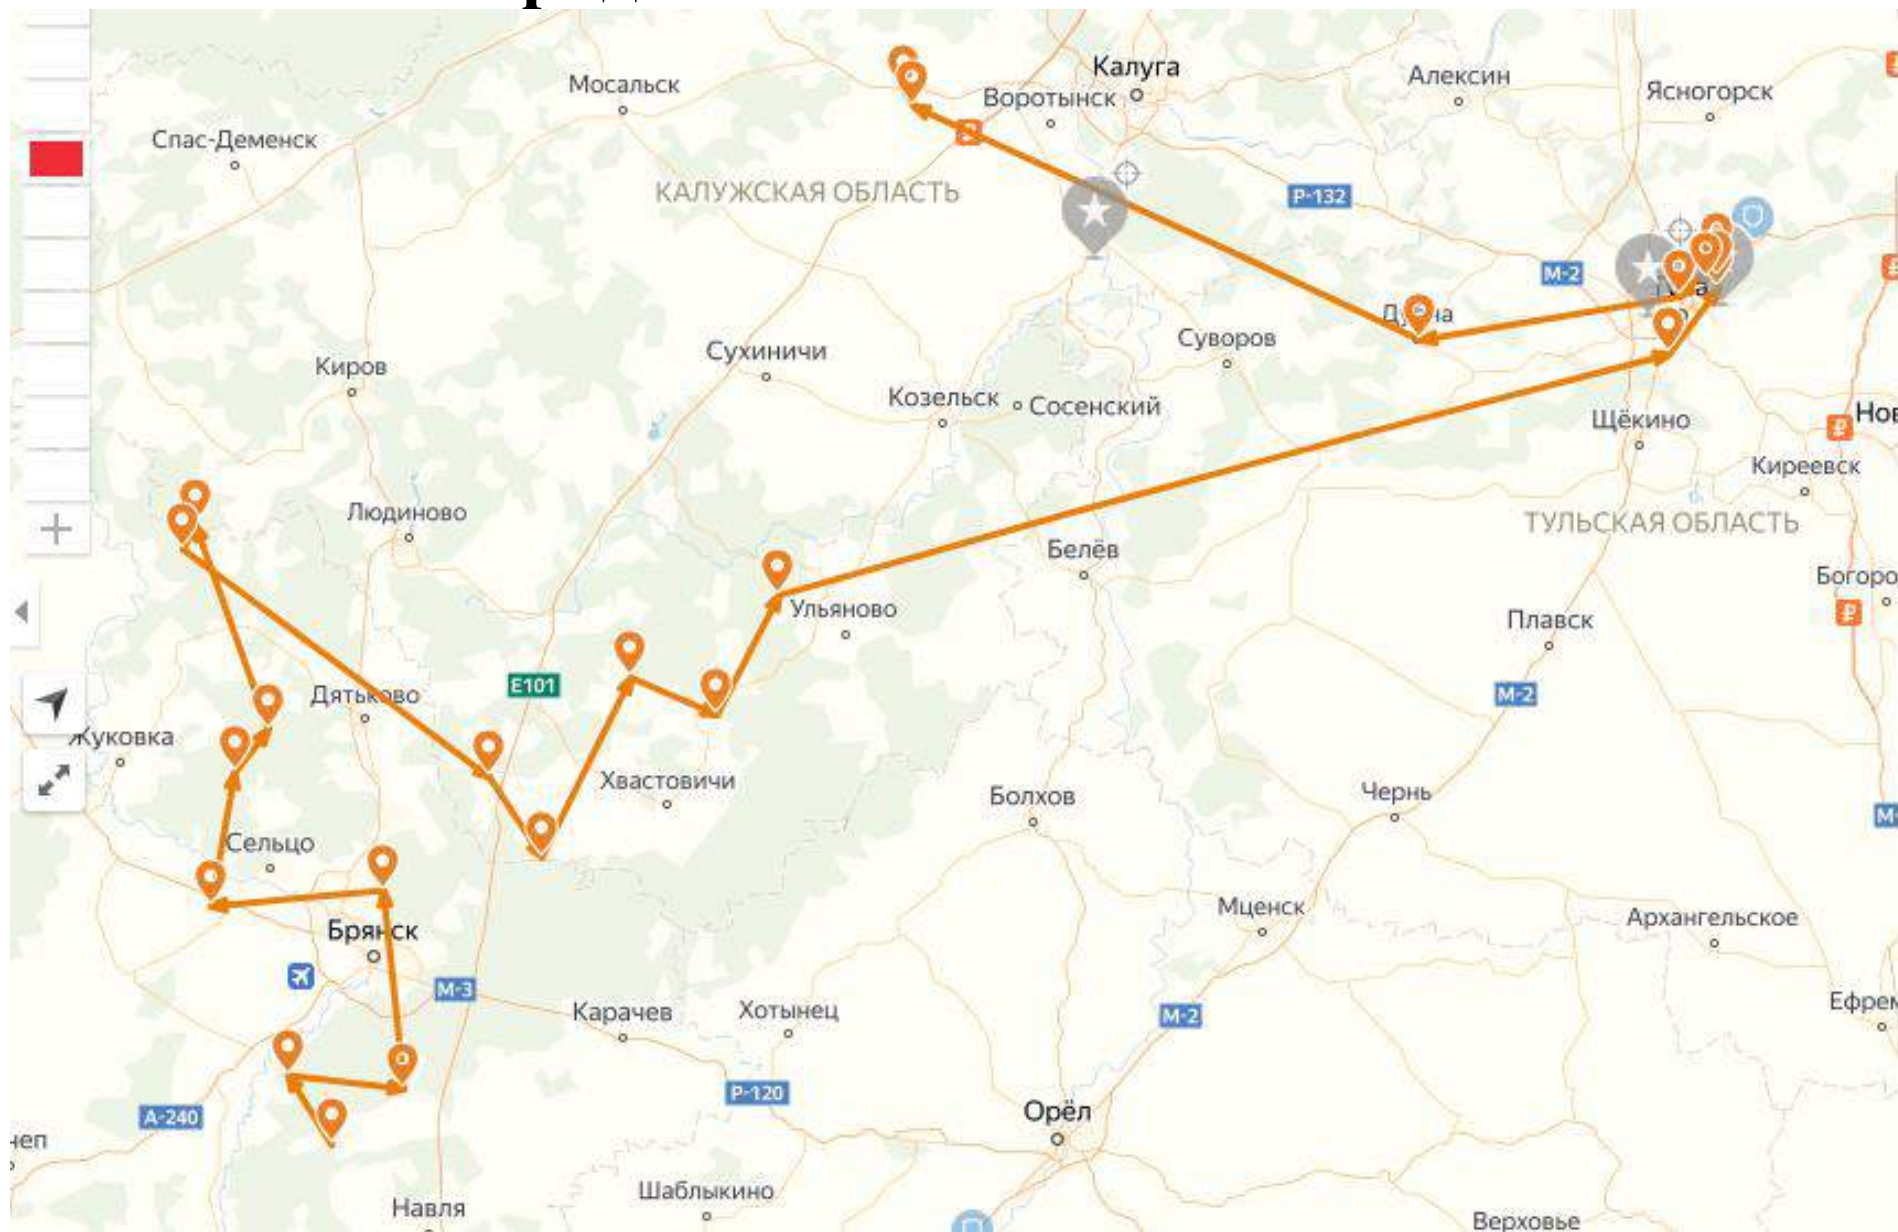 Калуга
Мосальск
Алексин
Воротынск
Ясногорск
Спас-Деменск
КАЛУЖСКАЯ ОБЛАСТЬ
Р-132
М-2
Суворов
Сухиничи
Киров
Козельск
Сосенский
Щёкино
Киреевск
Людиново
ТУЛЬСКАЯ ОБЛАСТЬ
Белёв
Ульяново
Плавск
E101
Дятьково
М-2
Жуковка
Хвастовичи
Болхов
Чернь
Сельцо
Мценск
Архангельское
Брянск
М-3
Карачев
Хотынец
М-2
Р-120
А-240
Орёл
Шаблыкино
Навля
Верховье